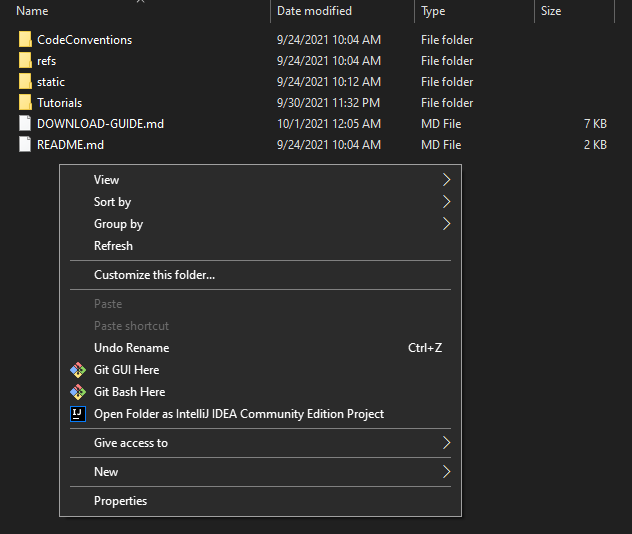 Name Date modified Type Size
CodeConventions 9/24/2021 10:04 AM File folder
refs 9/24/2021 10:04 AM File folder
static 9/24/2021 10:12 AM File folder
Tutorials 9/30/2021 11:32 PM File folder
DOWNLOAD-GUIDE.md 10/1/2021 12:05 AM MD File 7 KB
README.md 9/24/2021 10:04 AM MD File 2 KB
View
Sort by
Group by
Refresh
Customize this folder...
Paste
Paste shortcut
Undo Rename Ctrl+Z
Git GUI Here
Git Bash Here
IJ Open Folder as IntelliJ IDEA Community Edition Project
Give access to
New
Properties